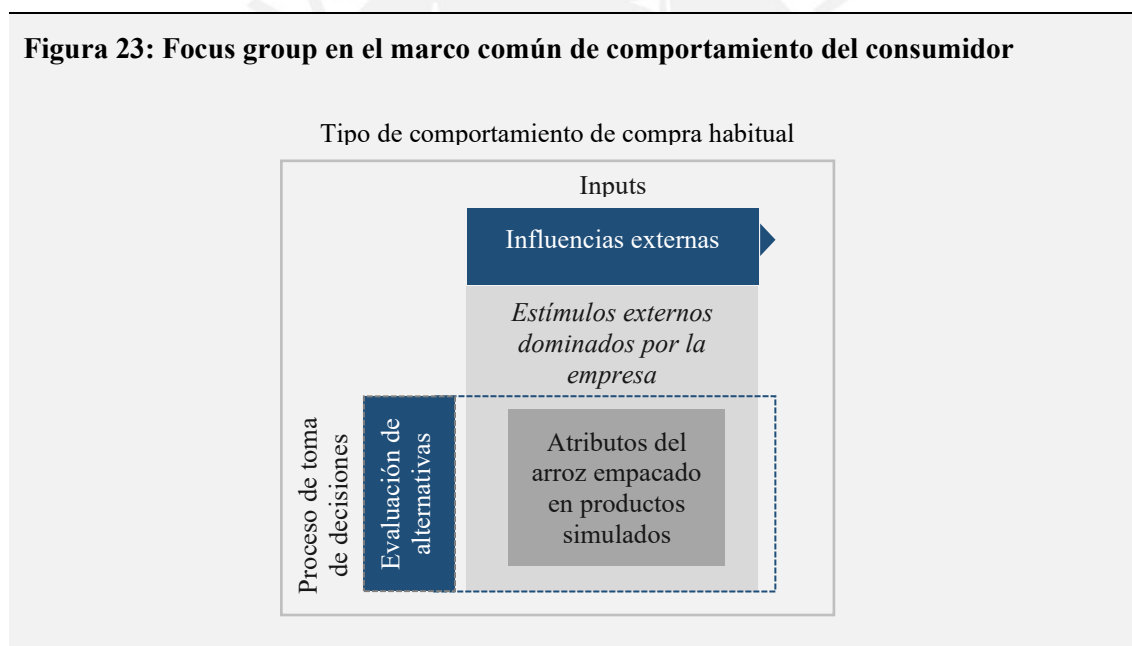 Figura 23: Focus group en el marco común de comportamiento del consumidor
Tipo de comportamiento de compra habitual
Inputs
Influencias externas
Estímulos externos
dominados por la
empresa
Proceso de toma
de decisiones
Evaluación de
alternativas
Atributos del
arroz empacado
en productos
simulados